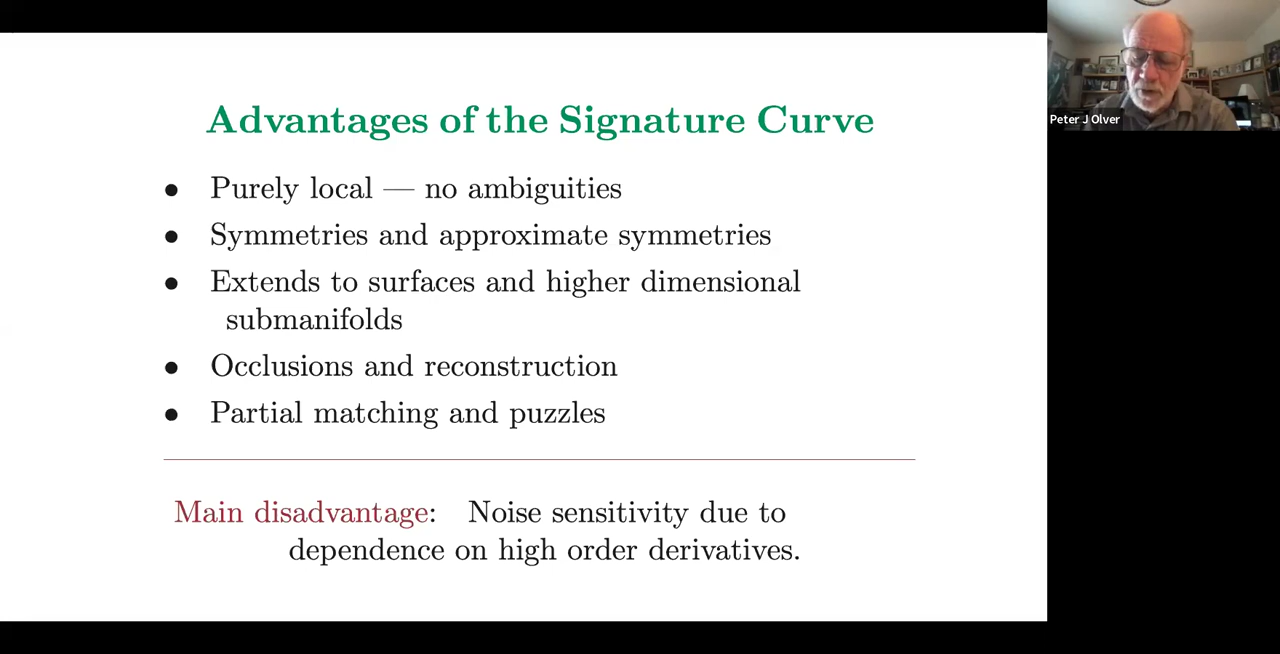 Advantages of the Signature Curve
• Purely local — no ambiguities
• Symmetries and approximate symmetries
• Extends to surfaces and higher dimensional
submanifolds
• Occlusions and reconstruction
• Partial matching and puzzles
Main disadvantage: Noise sensitivity due to
dependence on high order derivatives.
Peter J Olver